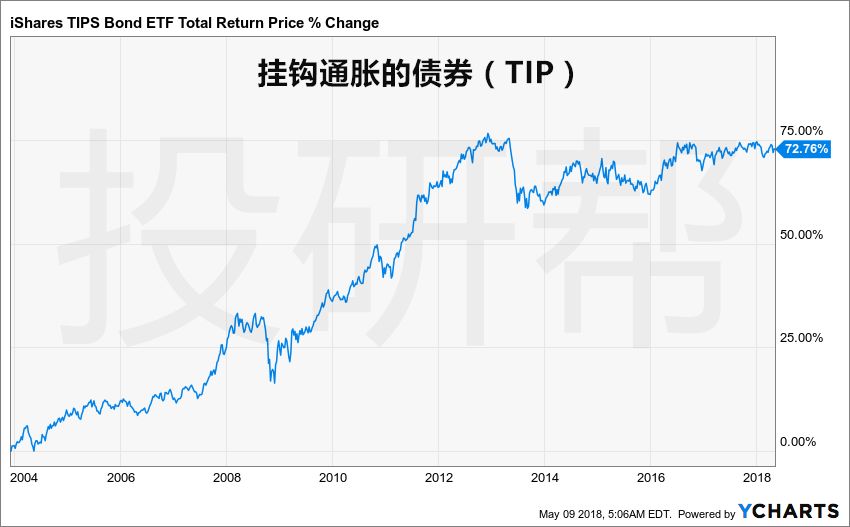 iShares TIPS Bond ETF Total Return Price % Change
挂钩通胀的债券（TIP）
投研帮
75.00%
72.76%
50.00%
25.00%
0.00%
2004 2006 2008 2010 2012 2014 2016 2018
May 09 2018, 5:06AM EDT. Powered by YCHARTS